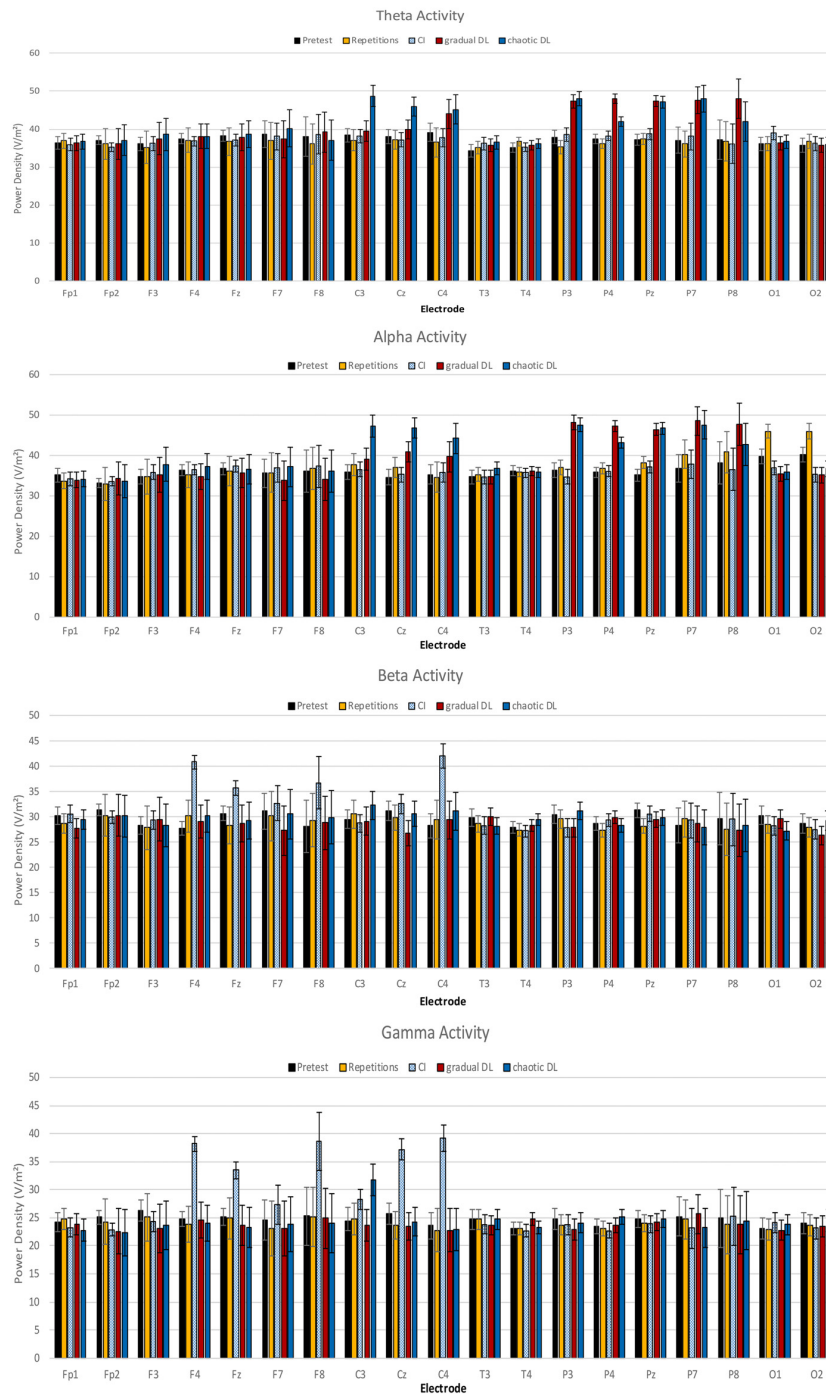 Theta Activity
Pretest Repetitions CI gradual DL chaotic DL
Power Density (V/m²)
60
50
40
30
20
10
0
Fp1 Fp2 F3 F4 Fz F7 F8 C3 Cz C4 T3 T4 P3 P4 Pz P7 P8 O1 O2
Electrode
Alpha Activity
Pretest Repetitions CI gradual DL chaotic DL
Power Density (V/m²)
60
50
40
30
20
10
0
Fp1 Fp2 F3 F4 Fz F7 F8 C3 Cz C4 T3 T4 P3 P4 Pz P7 P8 O1 O2
Electrode
Beta Activity
Pretest Repetitions CI gradual DL chaotic DL
Power Density (V/m²)
50
45
40
35
30
25
20
15
10
5
0
Fp1 Fp2 F3 F4 Fz F7 F8 C3 Cz C4 T3 T4 P3 P4 Pz P7 P8 O1 O2
Electrode
Gamma Activity
Pretest Repetitions CI gradual DL chaotic DL
Power Density (V/m²)
50
45
40
35
30
25
20
15
10
5
0
Fp1 Fp2 F3 F4 Fz F7 F8 C3 Cz C4 T3 T4 P3 P4 Pz P7 P8 O1 O2
Electrode